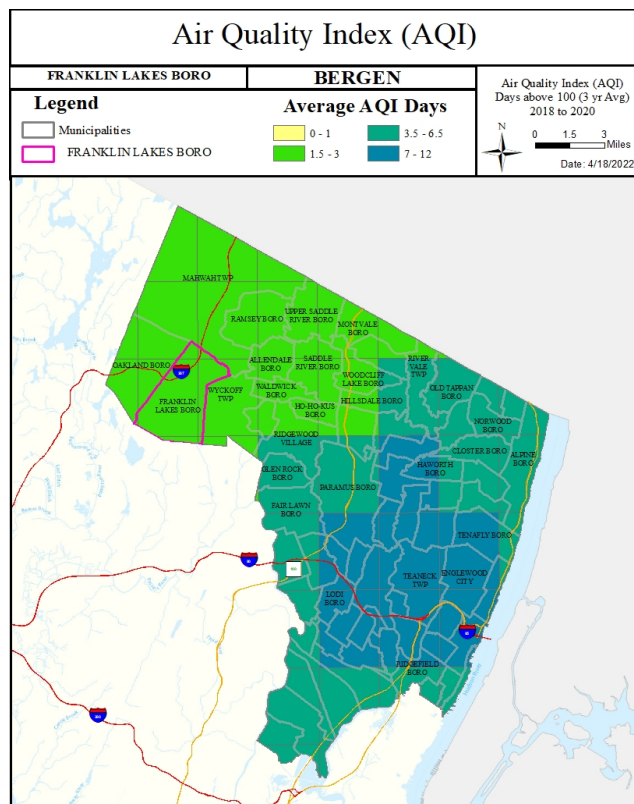 Air Quality Index (AQI)
FRANKLIN LAKES BORO
BERGEN
Legend
Municipalities
FRANKLIN LAKES BORO
Average AQI Days
0 - 1
1.5 - 3
3.5 - 6.5
7 - 12
Air Quality Index (AQI)
Days above 100 (3 yr Avg)
2018 to 2020
N
0 1.5 3
Miles
Date: 4/18/2022
MAHWAH TWP
RAMSEY BORO
UPPER SADDLE
RIVER BORO
MONTVALE
BORO
OAKLAND BORO
ALLENDALE
BORO
SADDLE
RIVER BORO
WOODCLIFF
LAKE BORO
RIVER
VALE
TWP
OLD TAPPAN
BORO
FRANKLIN
LAKES BORO
WYCKOFF
TWP
WALDWICK
BORO
HO-HO-KUS
BORO
HILLSDALE BORO
NORWOOD
BORO
RIDGEWOOD
VILLAGE
CLOSTER BORO
ALPINE
BORO
GLEN ROCK
BORO
PARAMUS BORO
HAWORTH
BORO
FAIR LAWN
BORO
TENAFLY BORO
LODI
BORO
TEANECK
TWP
ENGLEWOOD
CITY
RIDGEFIELD
BORO